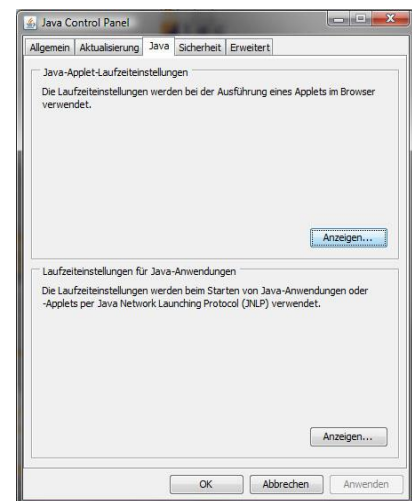 Java Control Panel
Allgemein Aktualisierung Java Sicherheit Erweitert
Java-Applet-Laufzeiteinstellungen
Die Laufzeiteinstellungen werden bei der Ausführung eines Applets im Browser
verwendet.
Anzeigen...
Laufzeiteinstellungen für Java-Anwendungen
Die Laufzeiteinstellungen werden beim Starten von Java-Anwendungen oder
-Applets per Java Network Launching Protocol (JNLP) verwendet.
Anzeigen...
OK Abbrechen Anwenden